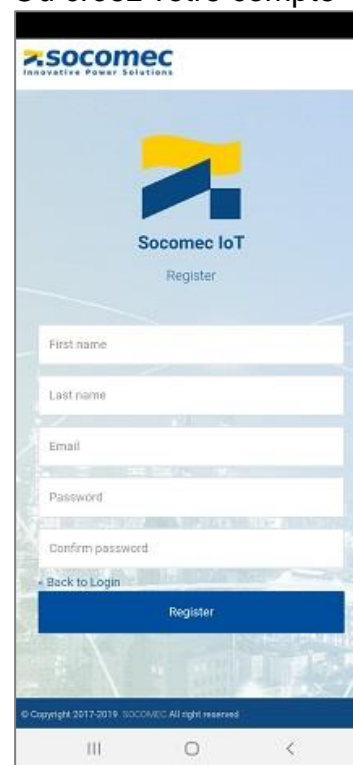 Ou créez votre compte
socomec
Innovative Power Solutions
Socomec IoT
Register
First name
Last name
Email
Password
Confirm password
« Back to Login
Register
© Copyright 2017-2019 SOCOMEC All right reserved